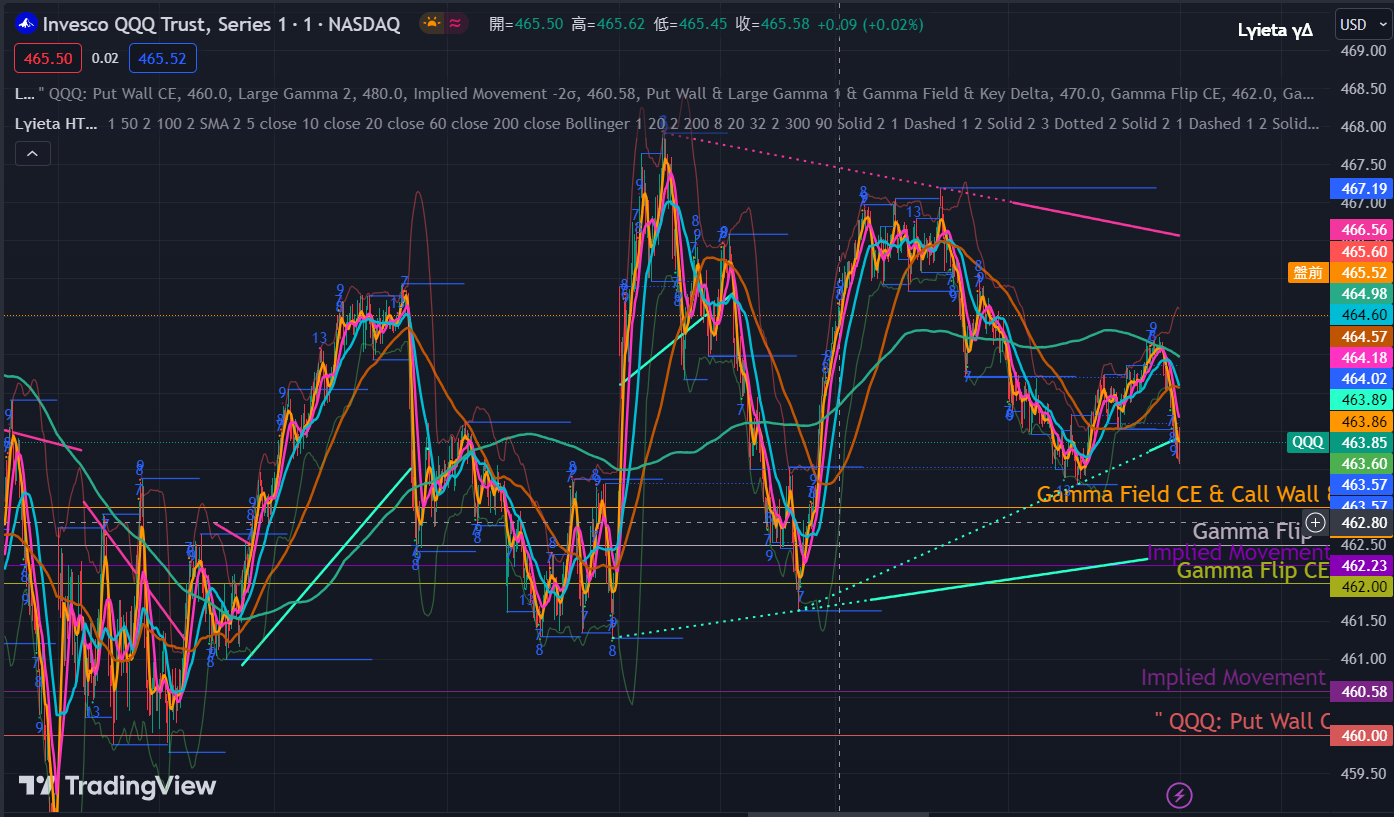 Invesco QQQ Trust, Series 1 · 1 · NASDAQ
開=465.50 高=465.62 低=465.45 收=465.58 +0.09 (+0.02%)
Lyieta γΔ
USD
465.50 0.02 465.52
L... " QQQ: Put Wall CE, 460.0, Large Gamma 2, 480.0, Implied Movement -2σ, 460.58, Put Wall & Large Gamma 1 & Gamma Field & Key Delta, 470.0, Gamma Flip CE, 462.0, Ga...
Lyieta HT... 1 50 2 100 2 SMA 2 5 close 10 close 20 close 60 close 200 close Bollinger 1 20 2 200 8 20 32 2 300 90 Solid 2 1 Dashed 1 2 Solid 2 3 Dotted 2 Solid 2 1 Dashed 1 2 Solid...
469.00
468.50
468.00
467.50
467.19
467.00
466.56
465.60
盤前 465.52
464.98
464.60
464.57
464.18
464.02
463.89
463.86
QQQ 463.85
463.60
463.57
463.57
Gamma Field CE & Call Wall
462.80
Gamma Flip
462.50
Implied Movement
462.23
Gamma Flip CE
462.00
461.50
461.00
Implied Movement
460.58
" QQQ: Put Wall C
460.00
459.50
TradingView